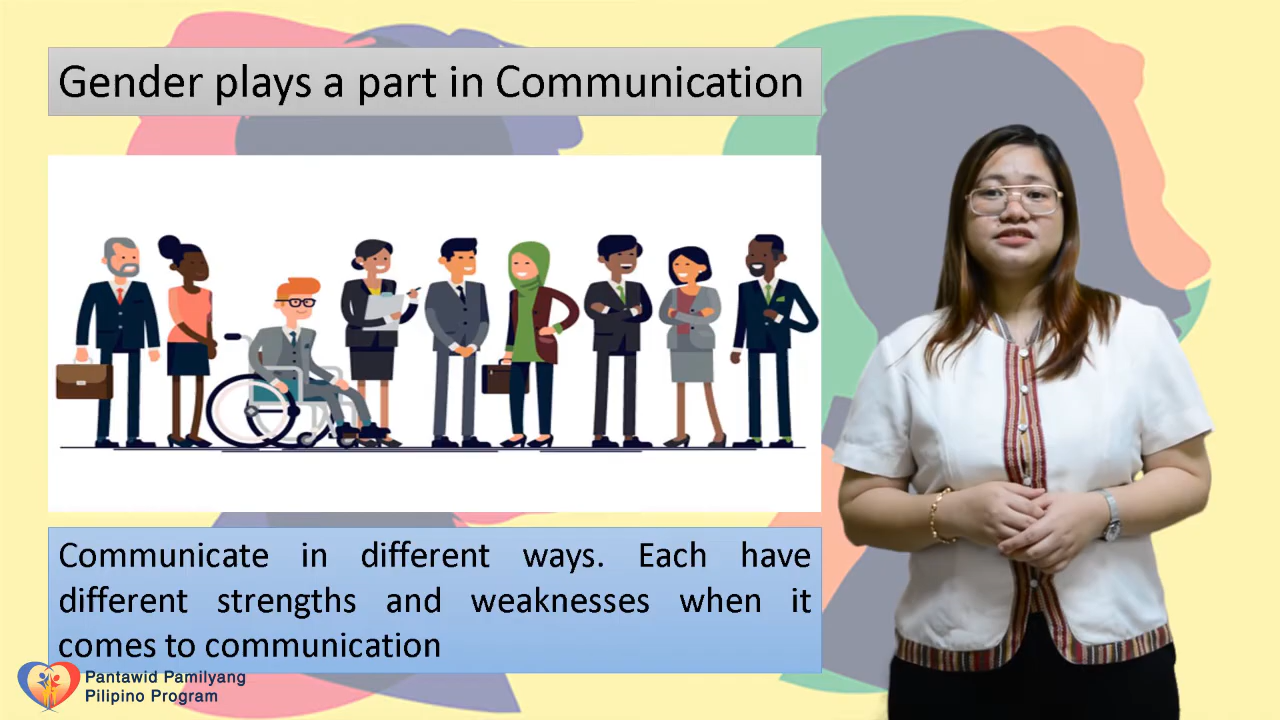 Gender plays a part in Communication
Communicate in different ways. Each have
different strengths and weaknesses when it
comes to communication
Pantawid Pamilyang
Pilipino Program